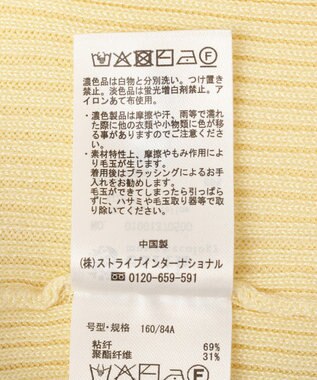 濃色品は白物と分別洗い。つけ置き
禁止。淡色品は蛍光増白剤禁止。ア
イロンあて布使用。
・濃色製品は摩擦や汗、雨等で濡れ
た際に他の衣類や小物類に色が移
る事がありますのでご注意くださ
い。
・素材特性上、摩擦やもみ作用によ
り毛玉が生じます。
着用後はブラッシングによるお手
入れをお勧めします。
毛玉ができてしまったら引っぱら
ずに、ハサミや毛玉取り器等で取
り除いてください。
中国製
(株)ストライプインターナショナル
0120-659-591
号型·规格 160/84A
粘纤 69%
聚酯纤维 31%